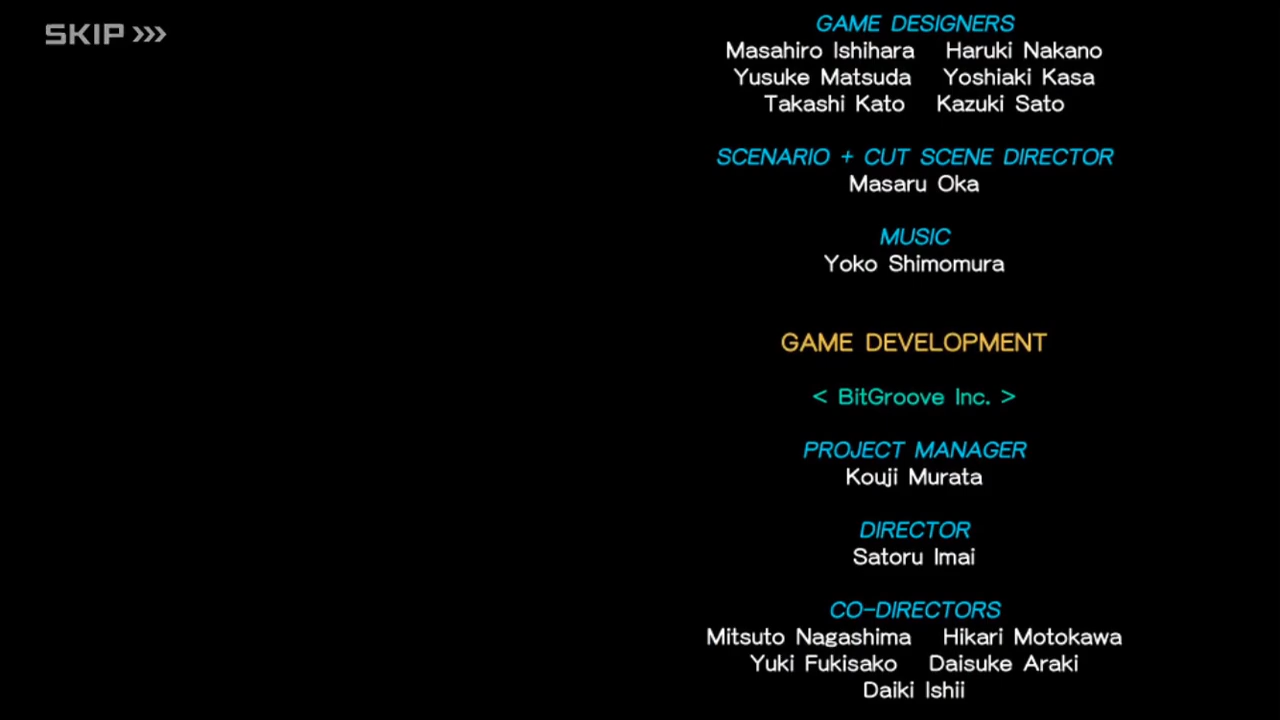 SKIP >>>
GAME DESIGNERS
Masahiro Ishihara Haruki Nakano
Yusuke Matsuda Yoshiaki Kasa
Takashi Kato Kazuki Sato
SCENARIO + CUT SCENE DIRECTOR
Masaru Oka
MUSIC
Yoko Shimomura
GAME DEVELOPMENT
< BitGroove Inc. >
PROJECT MANAGER
Kouji Murata
DIRECTOR
Satoru Imai
CO-DIRECTORS
Mitsuto Nagashima Hikari Motokawa
Yuki Fukisako Daisuke Araki
Daiki Ishii